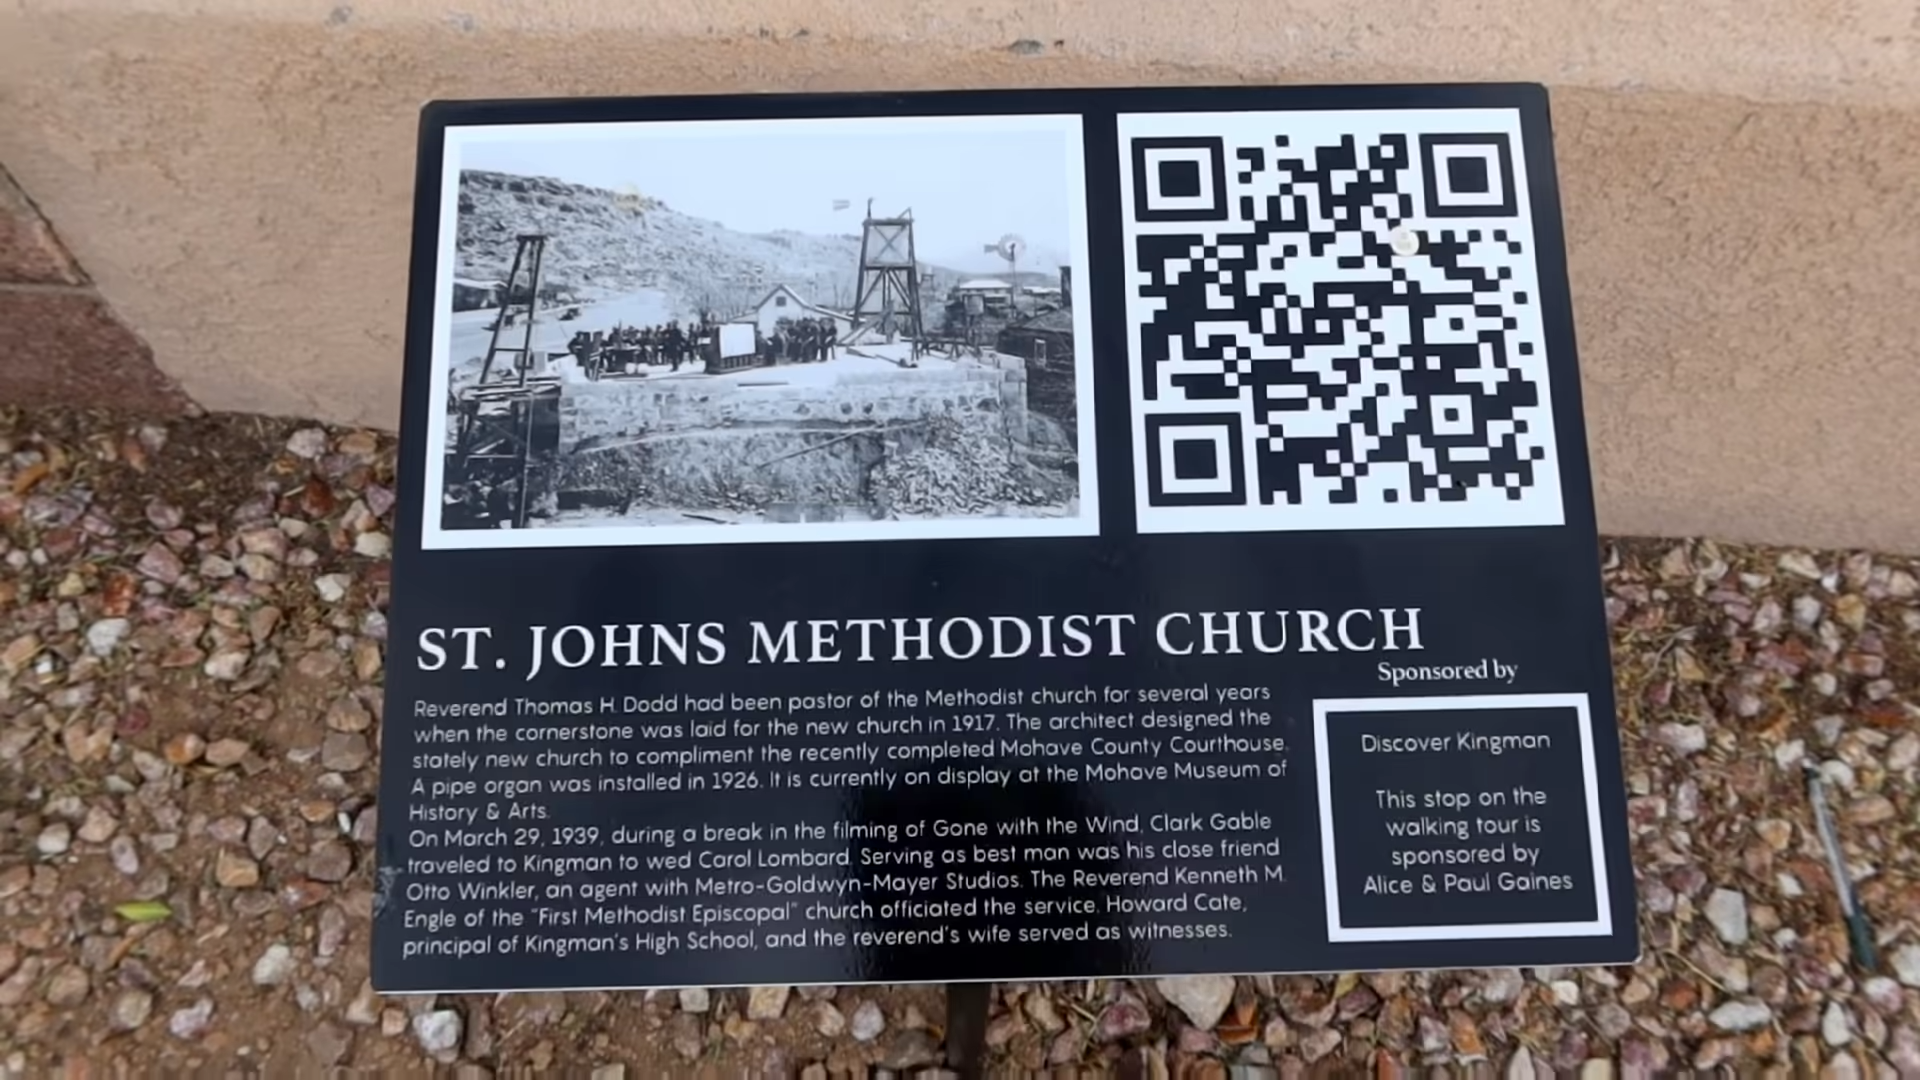 ST. JOHNS METHODIST CHURCH
Reverend Thomas H. Dodd had been pastor of the Methodist church for several years
when the cornerstone was laid for the new church in 1917. The architect designed the
stately new church to compliment the recently completed Mohave County Courthouse.
A pipe organ was installed in 1926. It is currently on display at the Mohave Museum of
History & Arts.
On March 29, 1939, during a break in the filming of Gone with the Wind, Clark Gable
traveled to Kingman to wed Carol Lombard. Serving as best man was his close friend
Otto Winkler, an agent with Metro-Goldwyn-Mayer Studios. The Reverend Kenneth M.
Engle of the "First Methodist Episcopal" church officiated the service. Howard Cate,
principal of Kingman's High School, and the reverend's wife served as witnesses.
Sponsored by
Discover Kingman
This stop on the
walking tour is
sponsored by
Alice & Paul Gaines